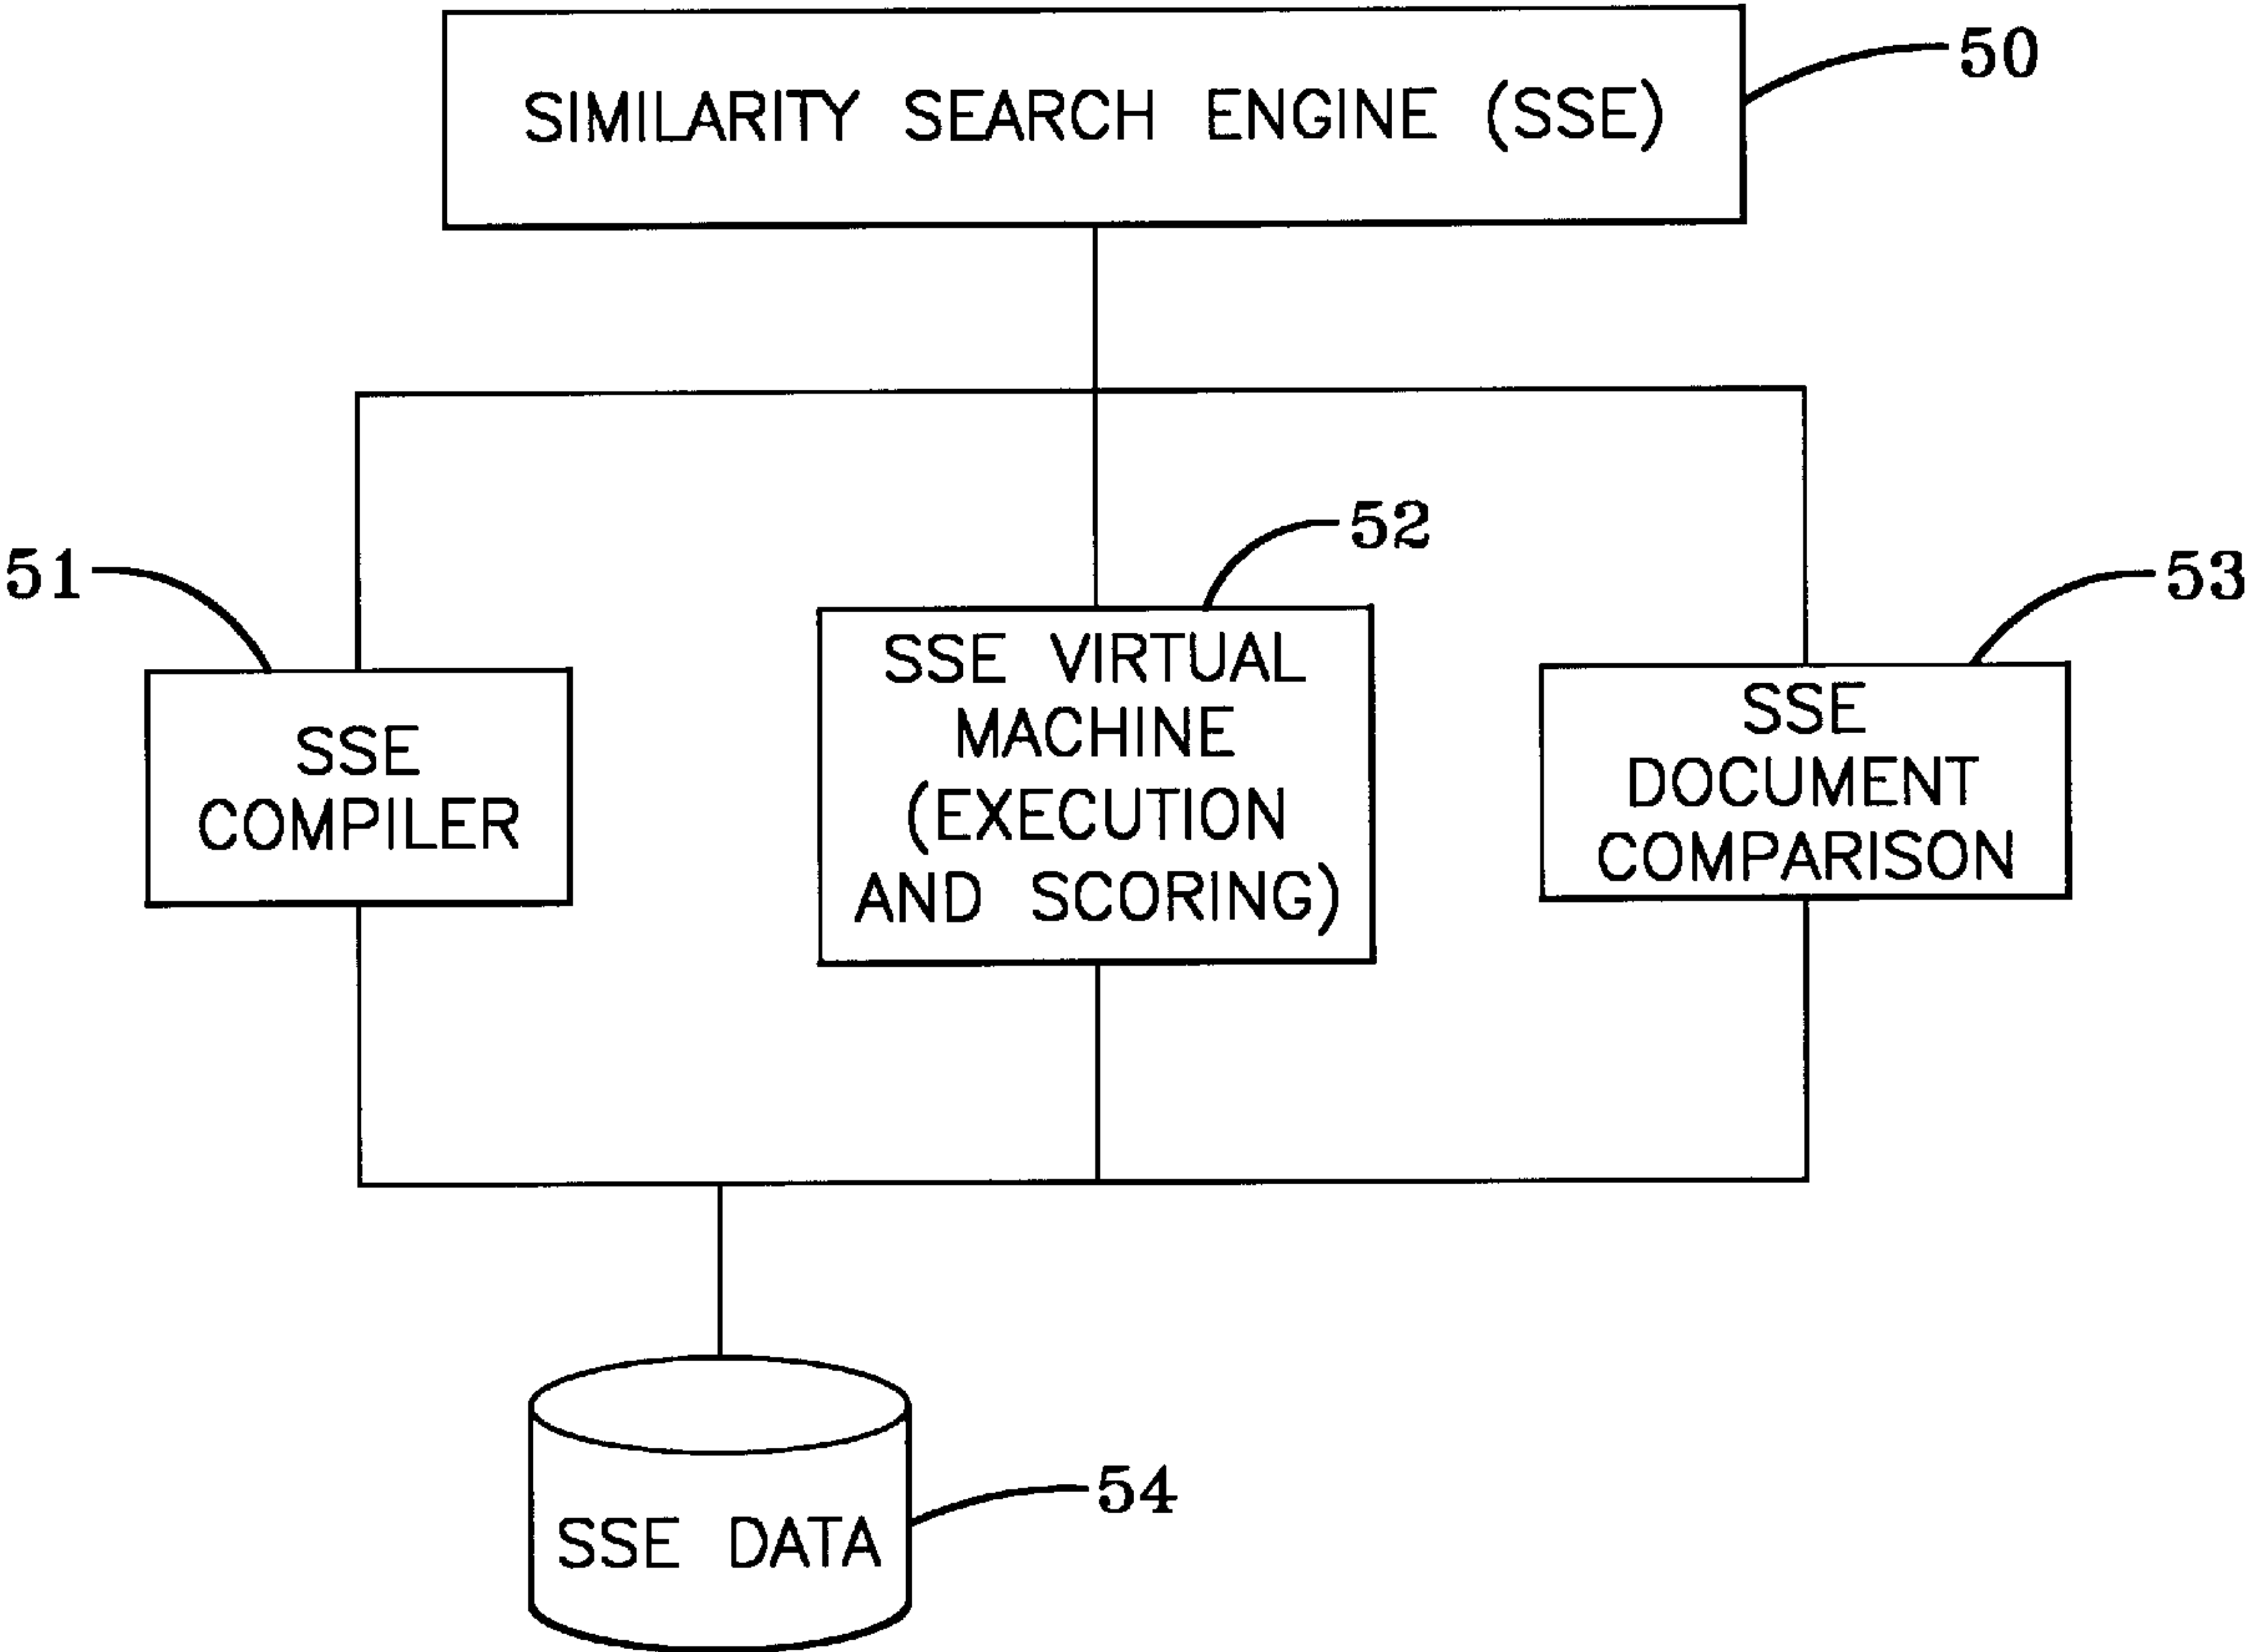 SIMILARITY SEARCH ENGINE (SSE)
50
51
52
53
SSE
COMPILER
SSE VIRTUAL
MACHINE
(EXECUTION
AND SCORING)
SSE
DOCUMENT
COMPARISON
SSE DATA
54